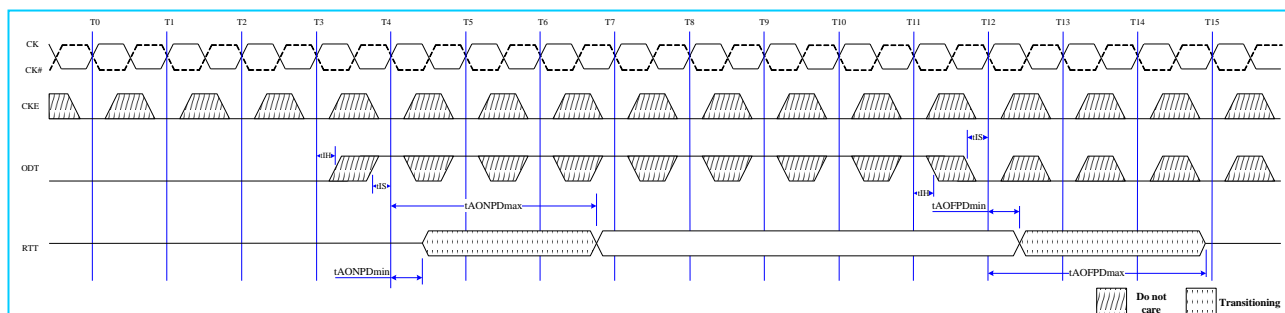 T0 T1 T2 T3 T4 T5 T6 T7 T8 T9 T10 T11 T12 T13 T14 T15
CK
CK#
CKE
tIS
tIH
ODT
tIS
tIH
tAONPDmax
tAOFPDmin
RTT
tAONPDmin
tAOFPDmax
Do not
care
Transitioning